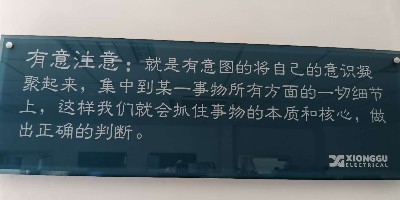 有意注意：就是有意图的将自己的意识凝
聚起来，集中到某一事物所有方面的一切细节
上，这样我们就会抓住事物的本质和核心，做
出正确的判断。
XIONGGU
ELECTRICAL